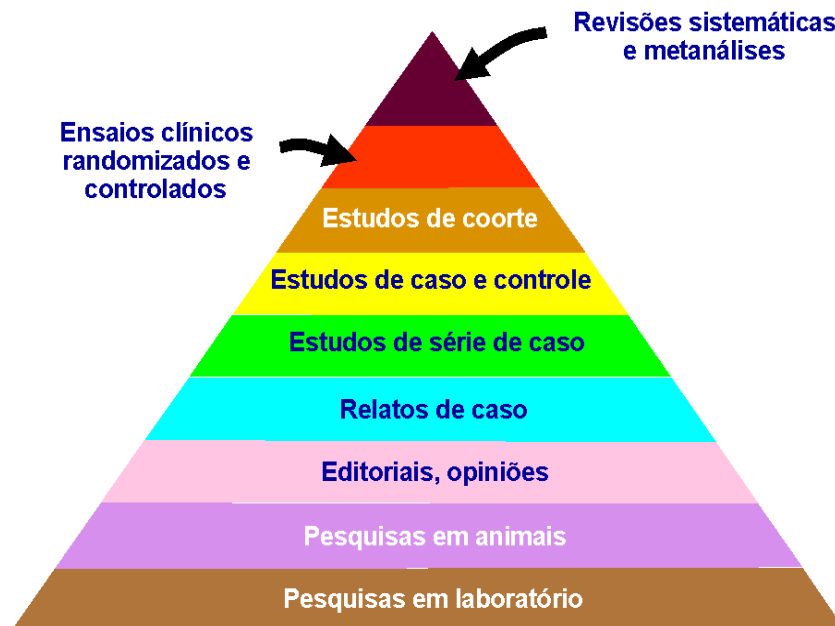 Revisões sistemáticas
e metanálises
Ensaios clínicos
randomizados e
controlados
Estudos de coorte
Estudos de caso e controle
Estudos de série de caso
Relatos de caso
Editoriais, opiniões
Pesquisas em animais
Pesquisas em laboratório